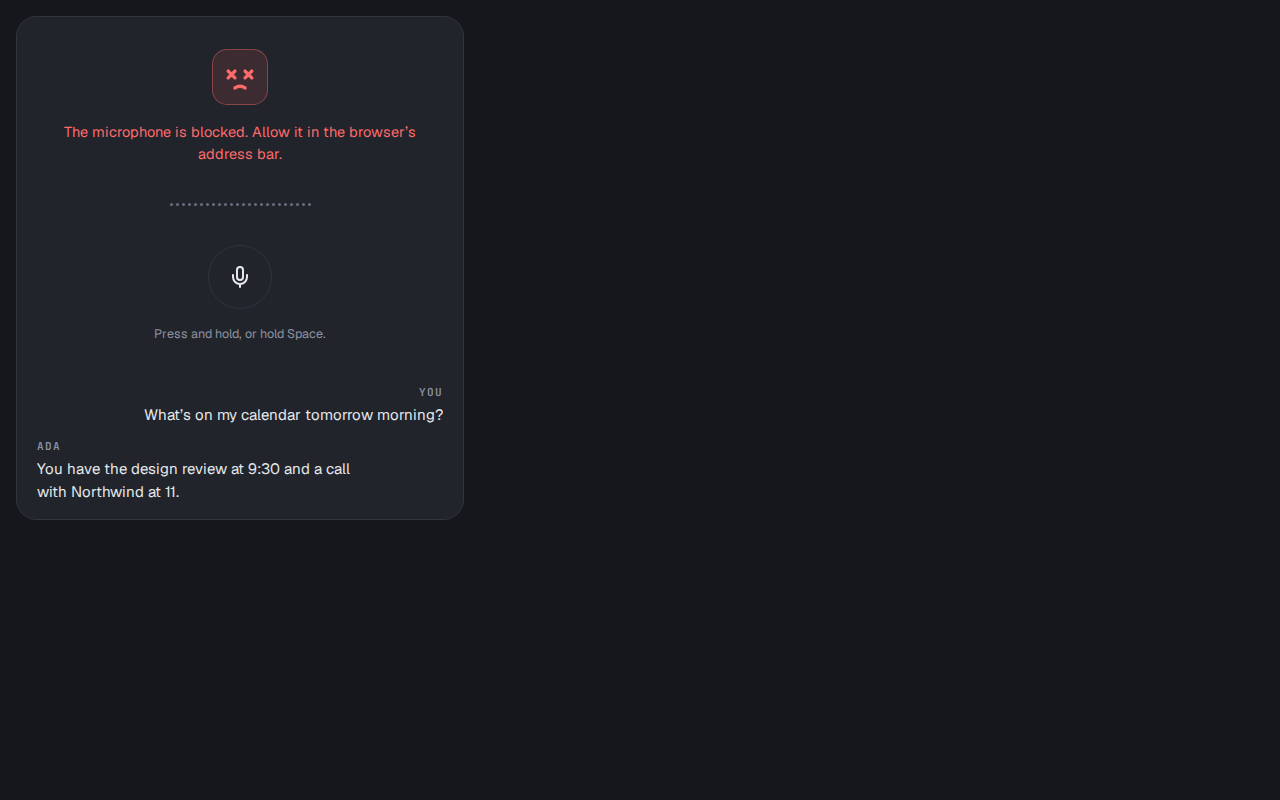 The microphone is blocked. Allow it in the browser’s
address bar.
Press and hold, or hold Space.
YOU
What’s on my calendar tomorrow morning?
ADA
You have the design review at 9:30 and a call
with Northwind at 11.